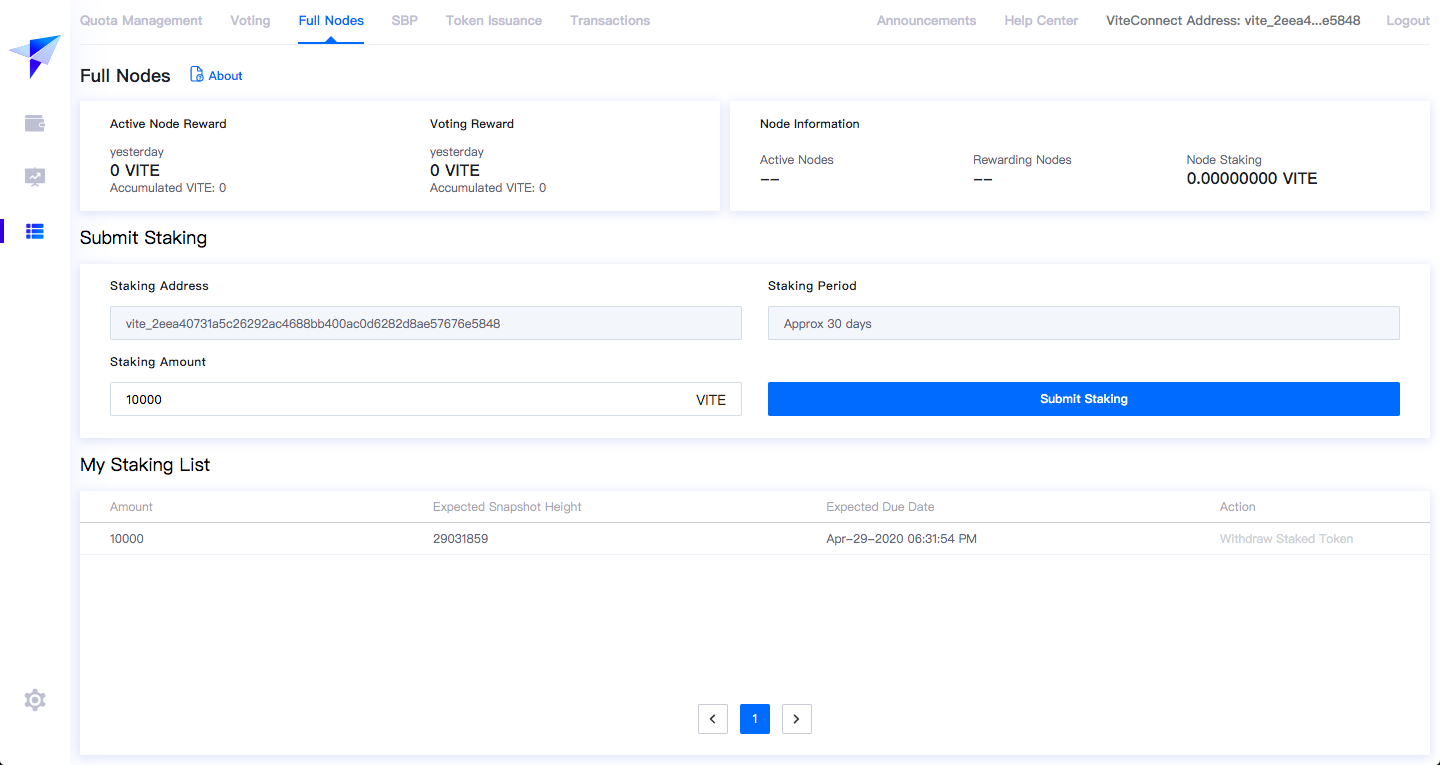 Quota Management Voting Full Nodes SBP Token Issuance Transactions Announcements Help Center ViteConnect Address: vite_2eea4...e5848 Logout
Full Nodes About
Active Node Reward Voting Reward Node Information
yesterday yesterday Active Nodes Rewarding Nodes Node Staking
0 VITE 0 VITE -- -- 0.00000000 VITE
Accumulated VITE: 0 Accumulated VITE: 0
Submit Staking
Staking Address Staking Period
vite_2eea40731a5c26292ac4688bb400ac0d6282d8ae57676e5848 Approx 30 days
Staking Amount
10000 VITE Submit Staking
My Staking List
Amount Expected Snapshot Height Expected Due Date Action
10000 29031859 Apr-29-2020 06:31:54 PM Withdraw Staked Token
< 1 >